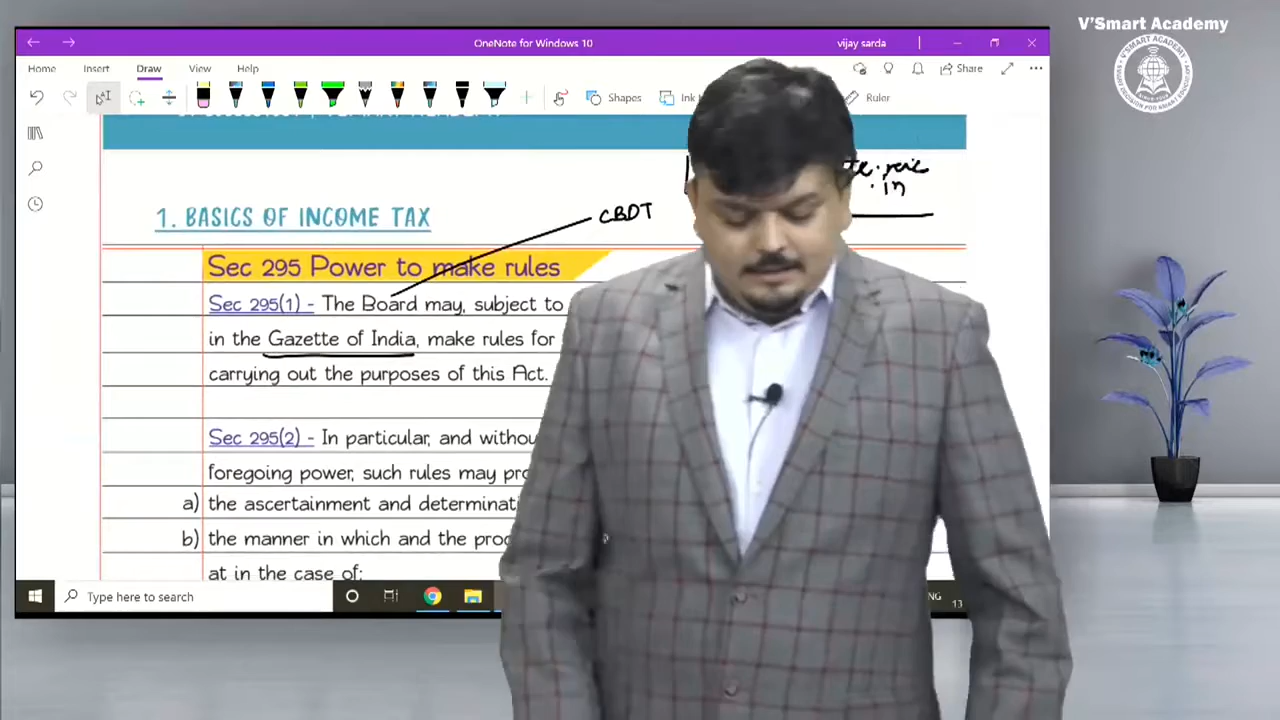 V'Smart Academy
OneNote for Windows 10
vijay sarda
Home
Insert
Draw
View
Help
Share
Shapes
Ink
Ruler
in
CBDT
1. BASICS OF INCOME TAX
Sec 295 Power to make rules
Sec 295(1) - The Board may, subject to
in the Gazette of India, make rules for
carrying out the purposes of this Act.
Sec 295(2) - In particular, and
foregoing power, such rules may
a) the ascertainment and
b) the manner in which and the
at in the case of:
Type here to search
13